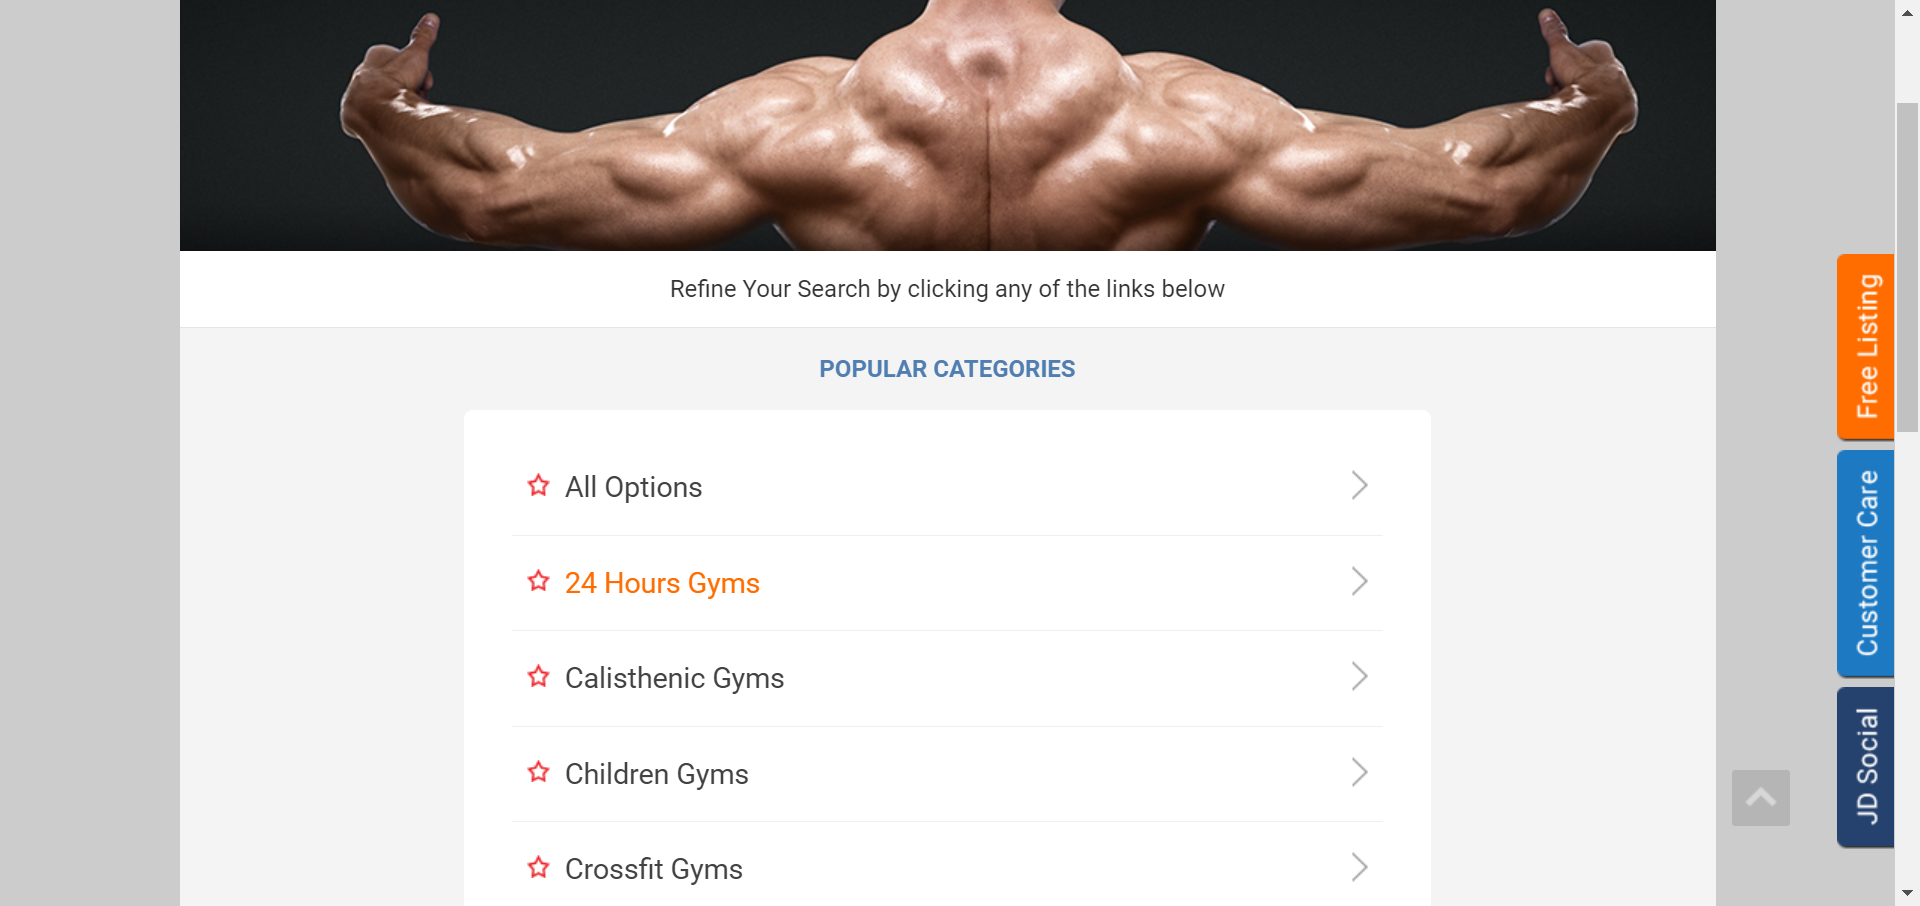 Refine Your Search by clicking any of the links below
POPULAR CATEGORIES
All Options
24 Hours Gyms
Calisthenic Gyms
Children Gyms
Crossfit Gyms
Free Listing
Customer Care
JD Social